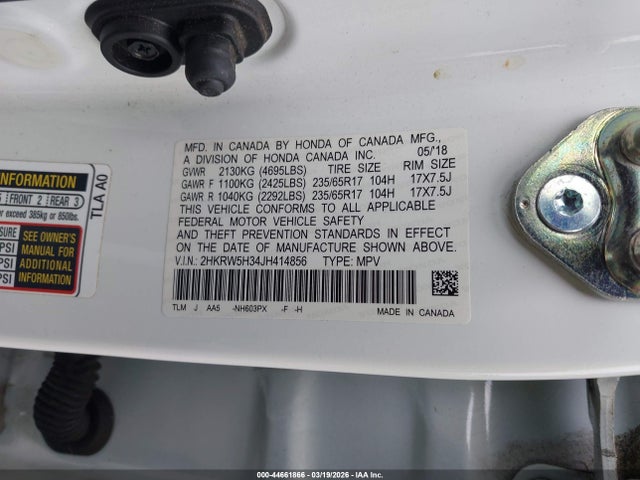 MFD. IN CANADA BY HONDA OF CANADA MFG.,
A DIVISION OF HONDA CANADA INC. 05/'18
GVWR 2130KG (4695LBS) TIRE SIZE RIM SIZE
GAWR F 1100KG (2425LBS) 235/65R17 104H 17X7.5J
GAWR R 1040KG (2292LBS) 235/65R17 104H 17X7.5J
THIS VEHICLE CONFORMS TO ALL APPLICABLE
FEDERAL MOTOR VEHICLE SAFETY
AND THEFT PREVENTION STANDARDS IN EFFECT
ON THE DATE OF MANUFACTURE SHOWN ABOVE.
V.I.N.: 2HKRW5H34JH414856 TYPE: MPV
TLM J AA5 -NH603PX -F -H MADE IN CANADA
INFORMATION
FRONT 2 REAR 3
exceed 385kg or 850lbs.
TLA A0
SEE OWNER'S
MANUAL FOR
ADDITIONAL
INFORMATION
PSI
PSI
PSI
000-44661866 - 03/19/2026 - IAA Inc.